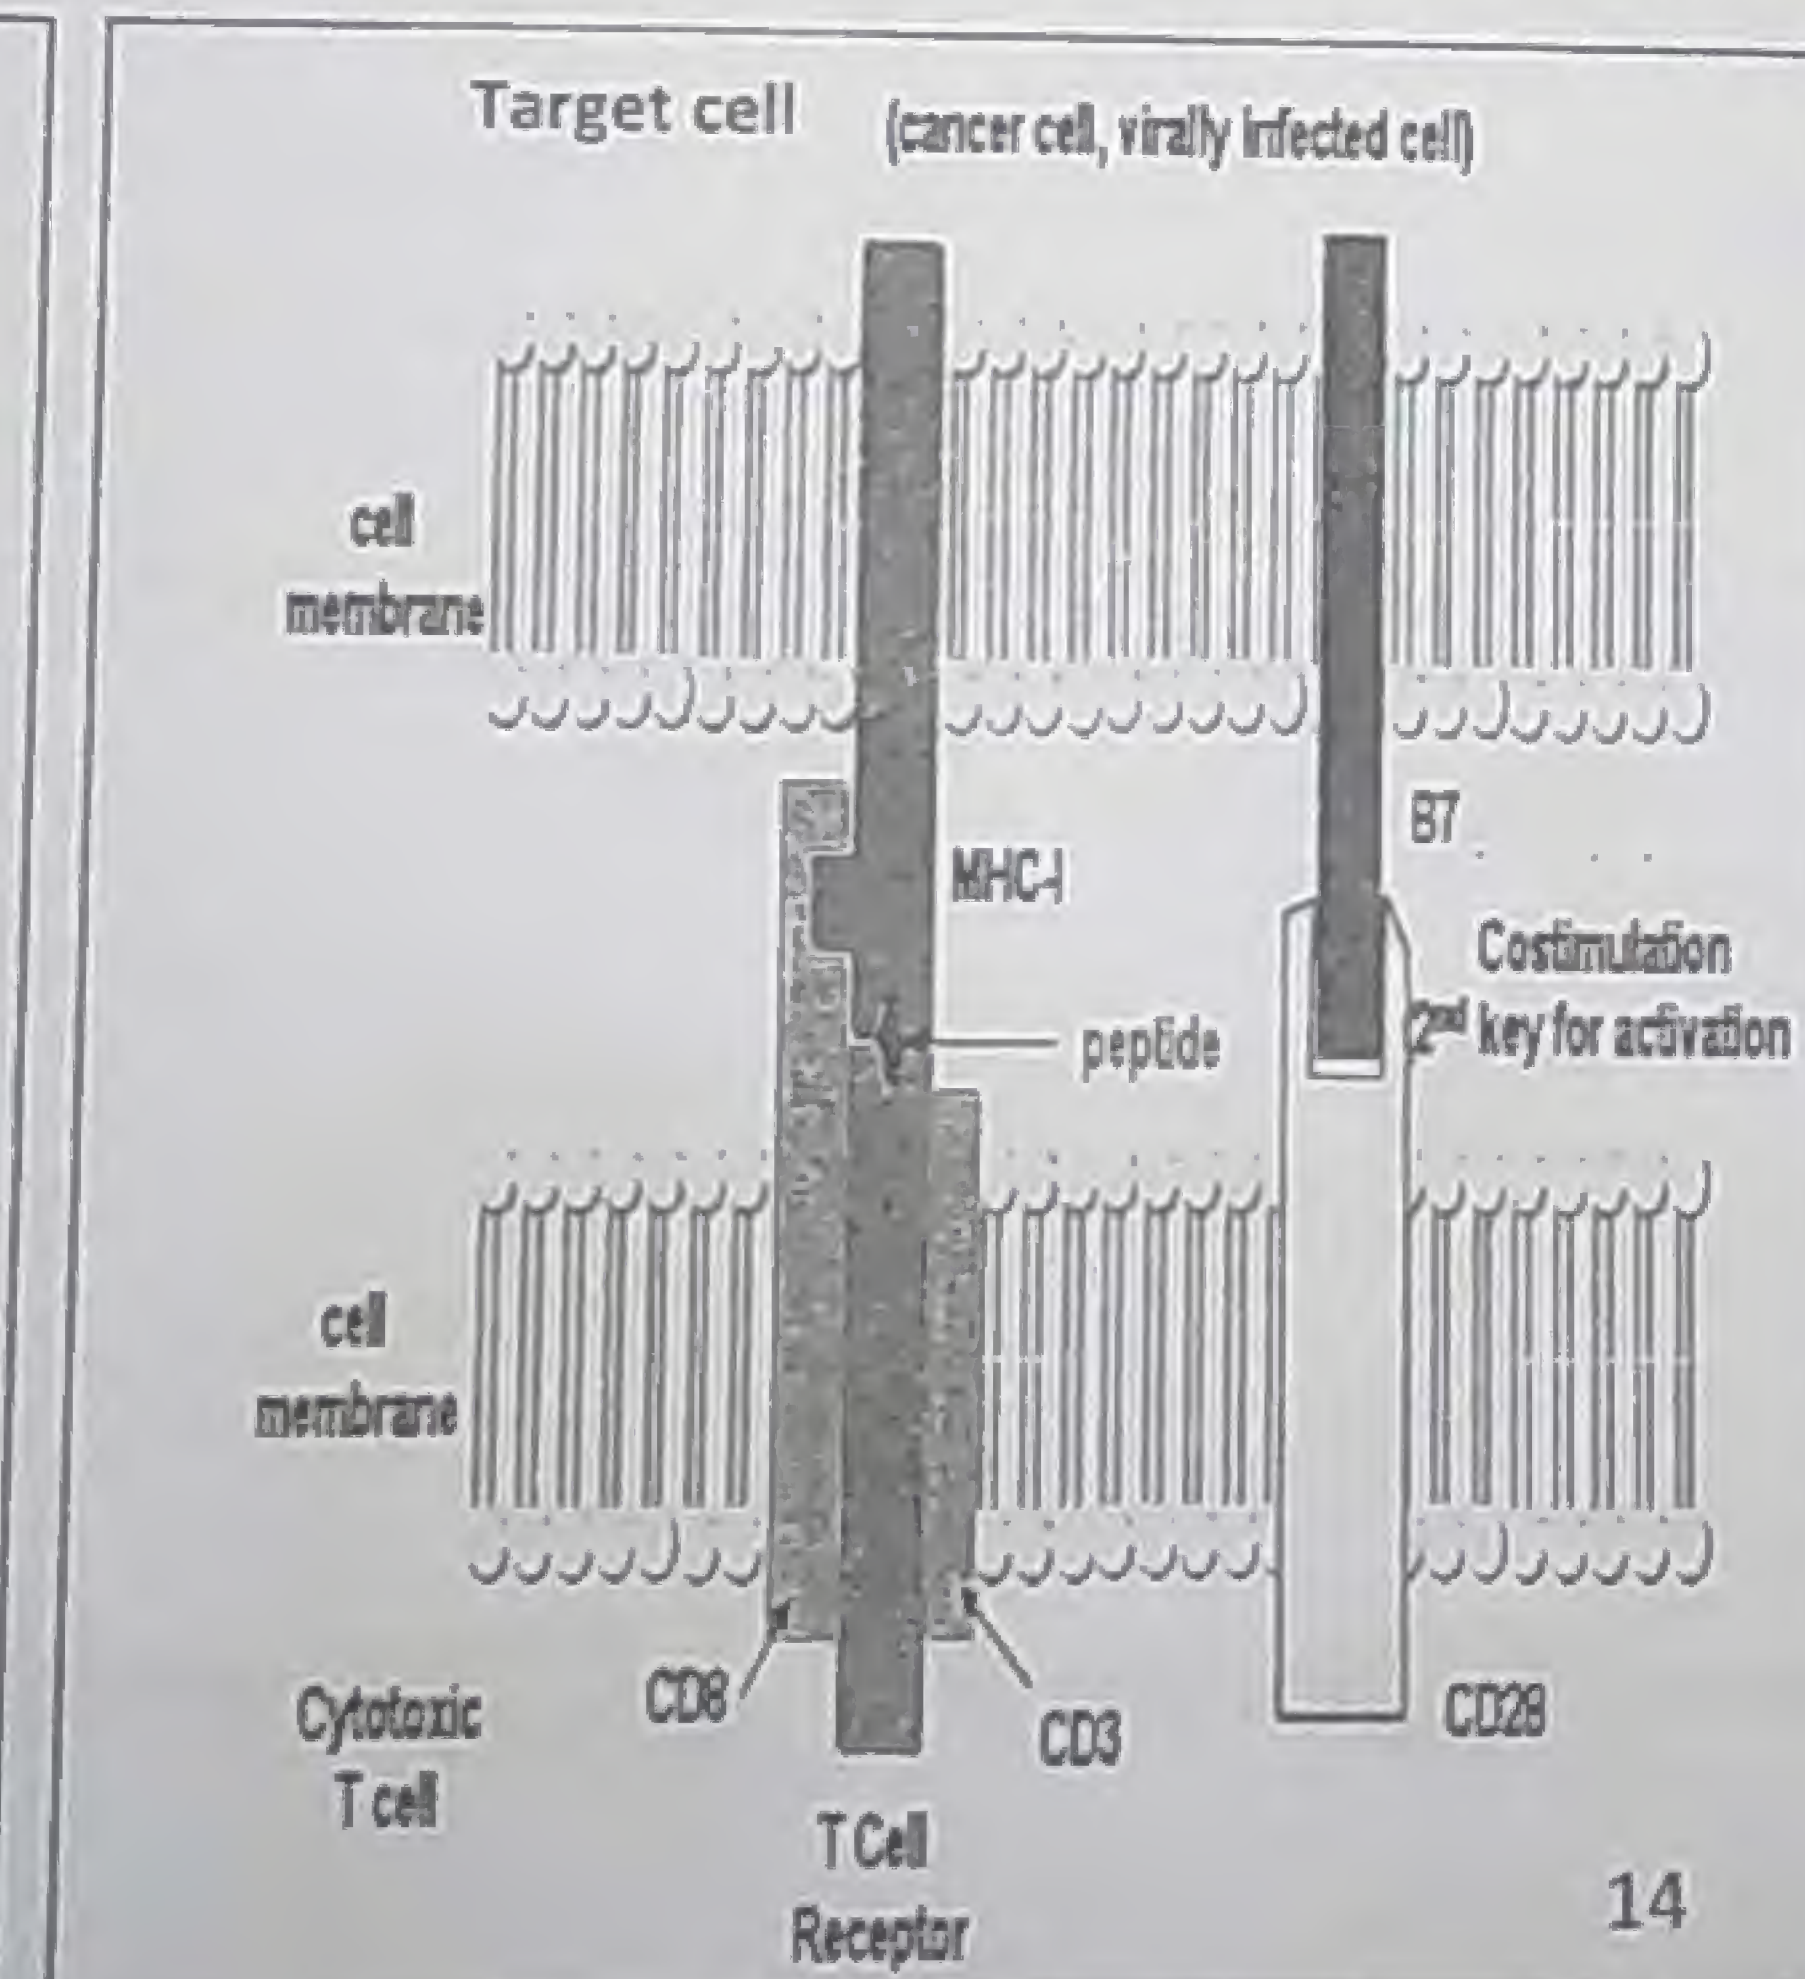 Target cell (cancer cell, virally infected cell)
cell
membrane
B7
MHC-I
Costimulation
2nd key for activation
peptide
cell
membrane
CD8
CD3
CD28
Cytotoxic
T cell
T Cell
Receptor
14